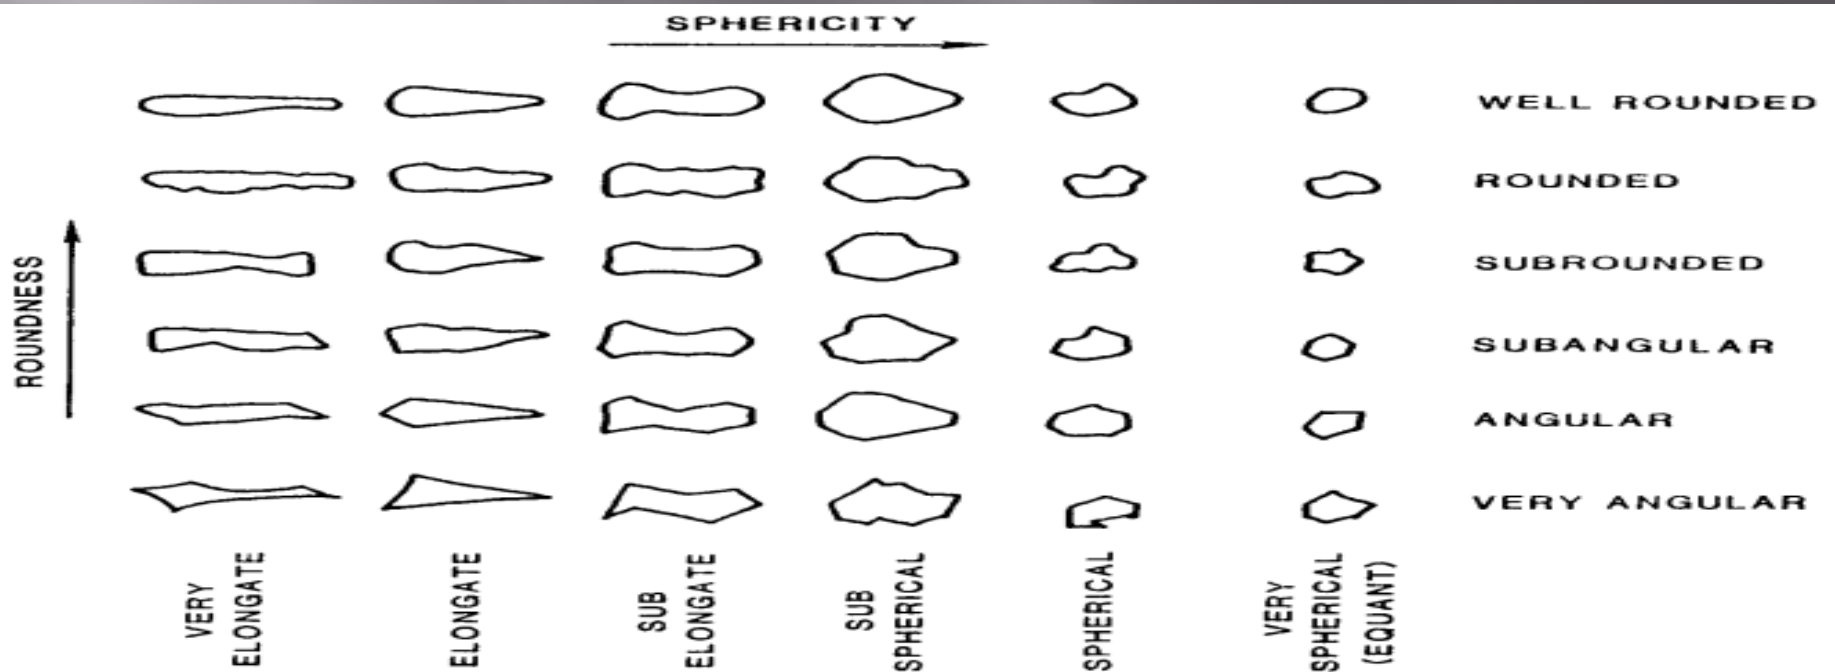 SPHERICITY
WELL ROUNDED
ROUNDED
SUBROUNDED
SUBANGULAR
ANGULAR
VERY ANGULAR
ROUNDNESS
VERY
ELONGATE
ELONGATE
SUB
ELONGATE
SUB
SPHERICAL
SPHERICAL
VERY
SPHERICAL
(EQUANT)